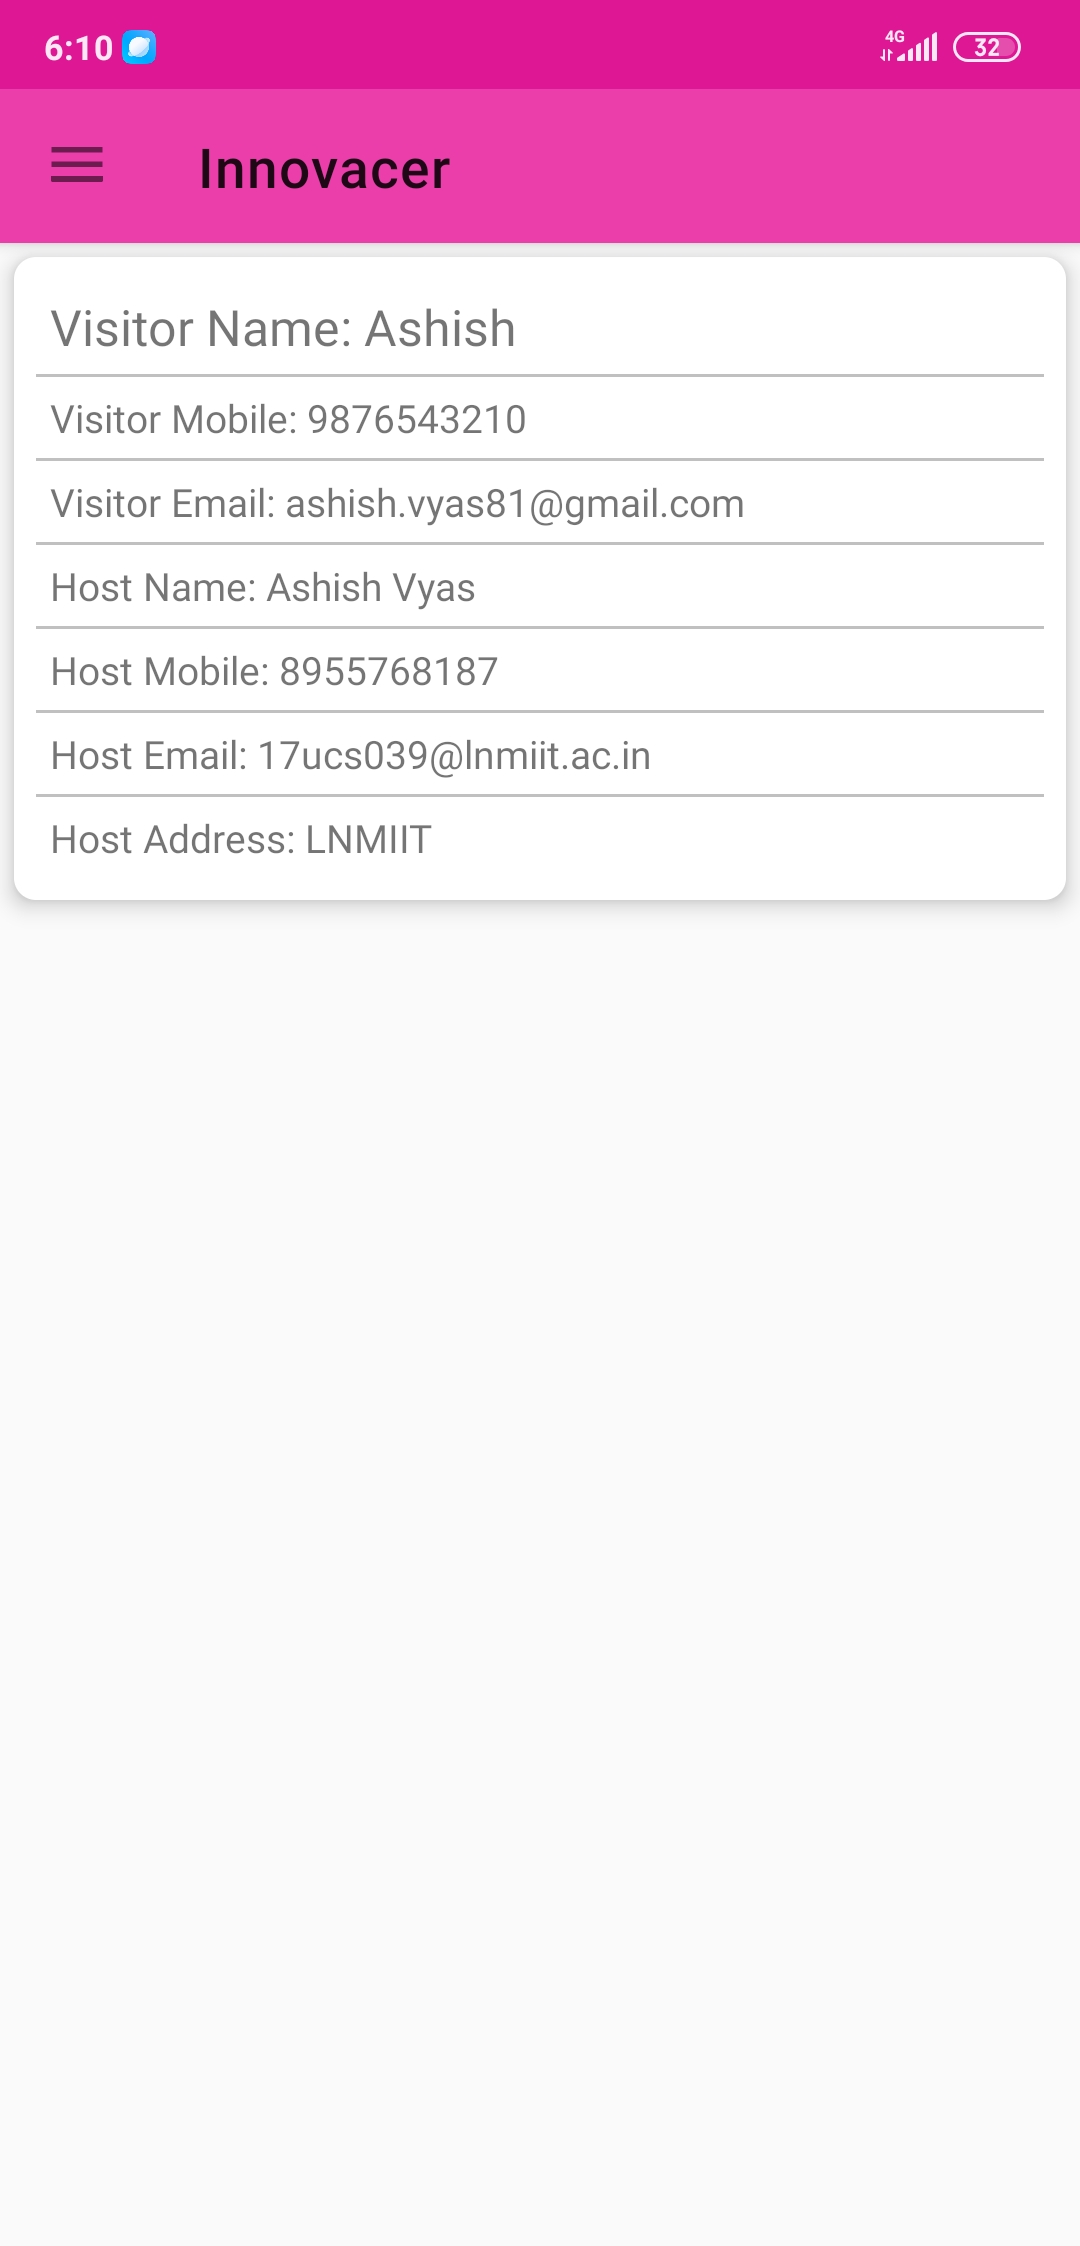 6:10
4G
32
Innovacer
Visitor Name: Ashish
Visitor Mobile: 9876543210
Visitor Email: ashish.vyas81@gmail.com
Host Name: Ashish Vyas
Host Mobile: 8955768187
Host Email: 17ucs039@lnmiit.ac.in
Host Address: LNMIIT